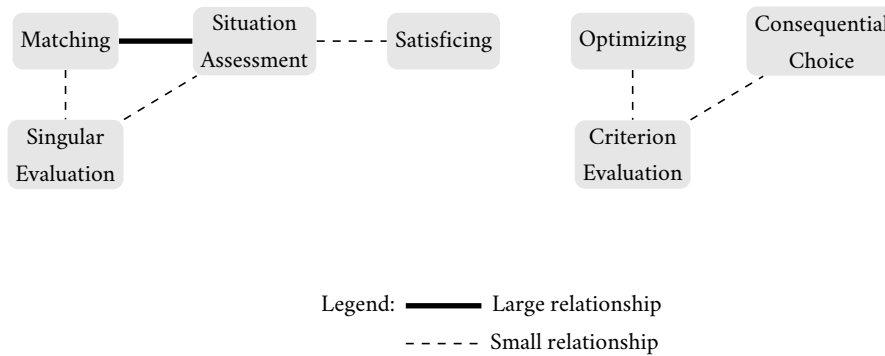 Matching
Situation
Assessment
Satisficing
Optimizing
Consequential
Choice
Singular
Evaluation
Criterion
Evaluation
Legend:
Large relationship
Small relationship